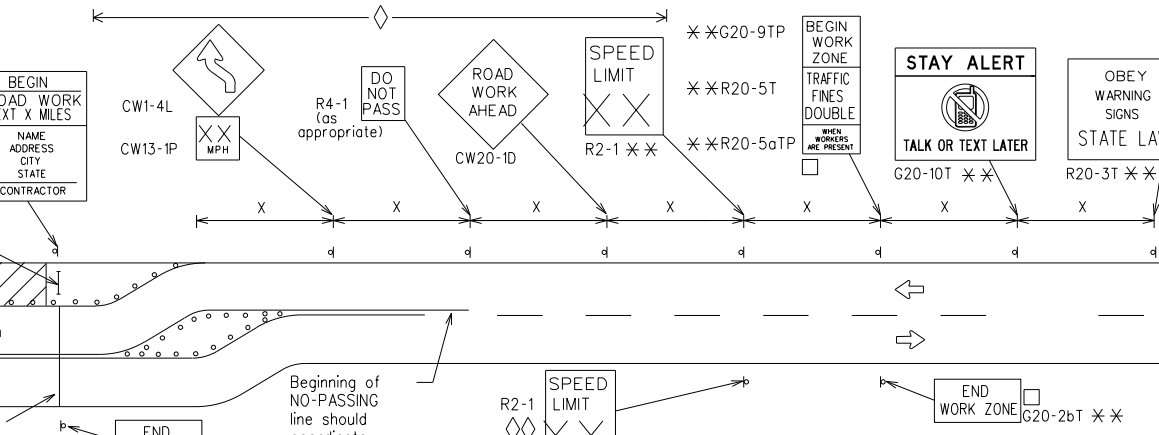 BEGIN
ROAD WORK
NEXT X MILES
NAME
ADDRESS
CITY
STATE
CONTRACTOR
CW1-4L
CW13-1P
XX
MPH
R4-1
(as
appropriate)
DO
NOT
PASS
ROAD
WORK
AHEAD
CW20-1D
SPEED
LIMIT
X X
R2-1 **
**G20-9TP
**R20-5T
**R20-5aTP
BEGIN
WORK
ZONE
TRAFFIC
FINES
DOUBLE
WHEN
WORKERS
ARE PRESENT
STAY ALERT
TALK OR TEXT LATER
G20-10T **
OBEY
WARNING
SIGNS
STATE LA
R20-3T **
X X X X X X X
Beginning of
NO-PASSING
line should
coordinate
R2-1
SPEED
LIMIT
X X
END
WORK ZONE
G20-2bT **
END